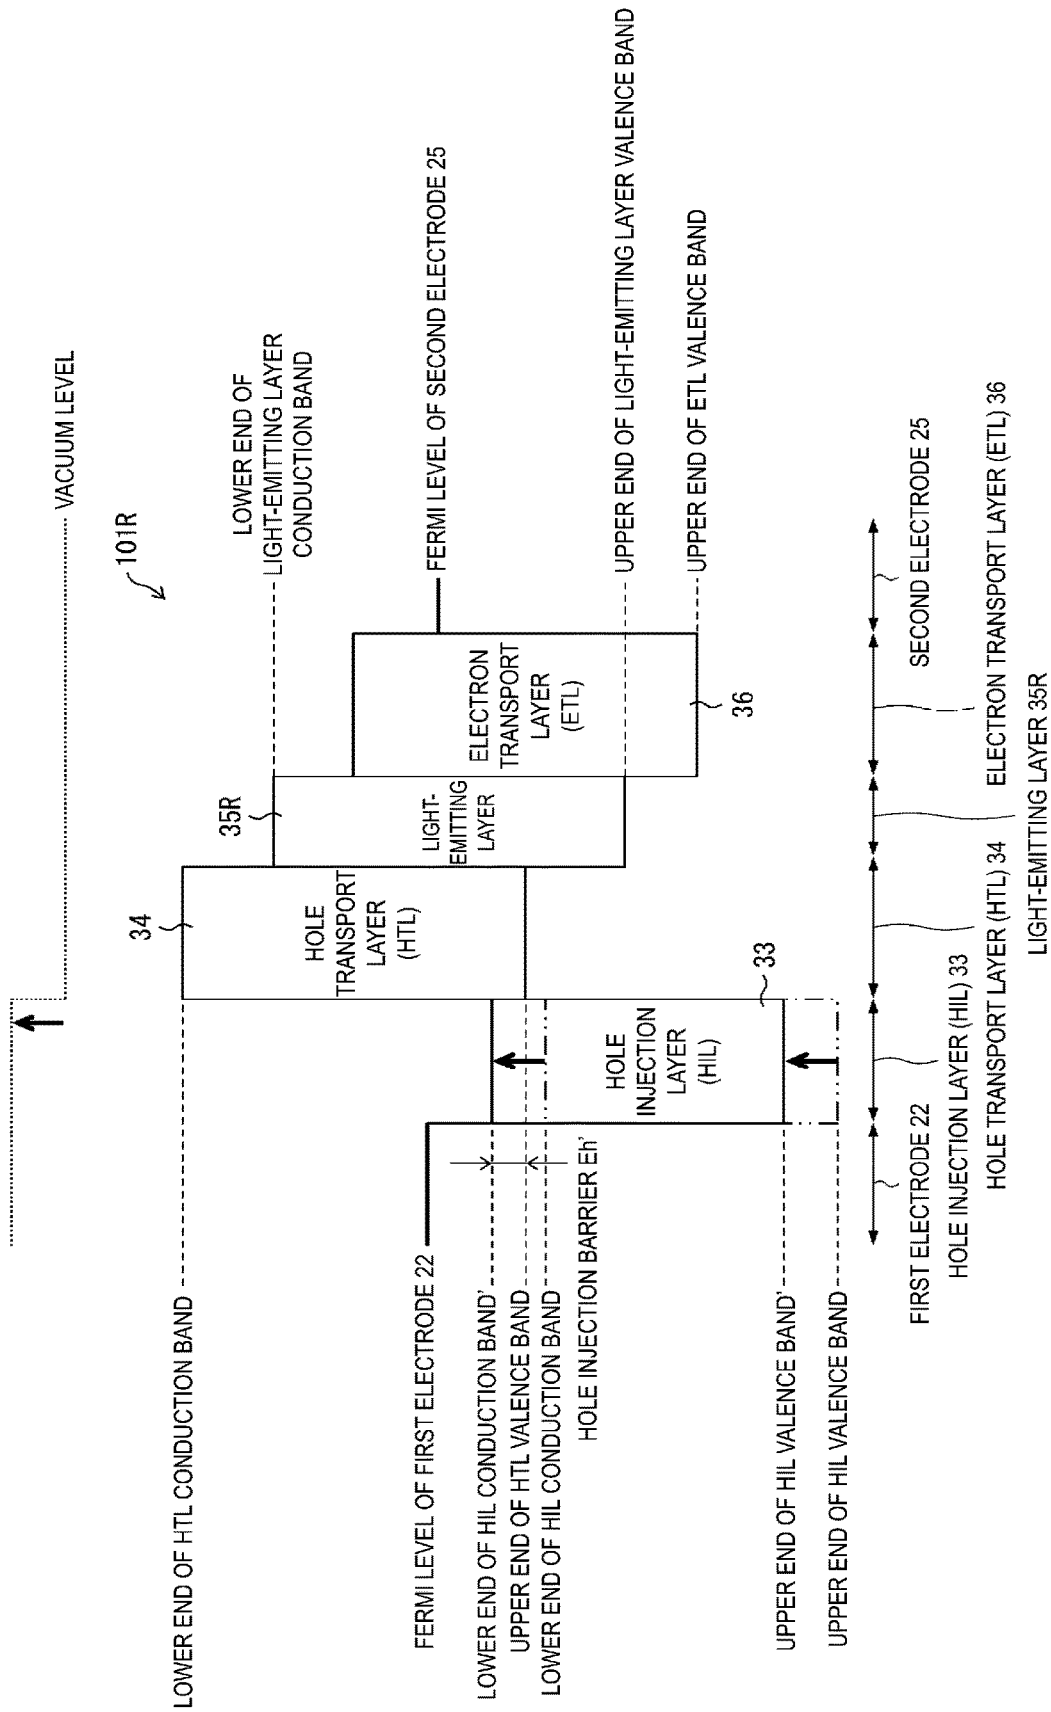 VACUUM LEVEL
101R
LOWER END OF
LIGHT-EMITTING LAYER
CONDUCTION BAND
FERMI LEVEL OF SECOND ELECTRODE 25
UPPER END OF LIGHT-EMITTING LAYER VALENCE BAND
UPPER END OF ETL VALENCE BAND
LOWER END OF HTL CONDUCTION BAND
FERMI LEVEL OF FIRST ELECTRODE 22
LOWER END OF HIL CONDUCTION BAND'
UPPER END OF HTL VALENCE BAND
LOWER END OF HIL CONDUCTION BAND
HOLE INJECTION BARRIER Eh'
UPPER END OF HIL VALENCE BAND'
UPPER END OF HIL VALENCE BAND
33
HOLE
INJECTION
LAYER
(HIL)
34
HOLE
TRANSPORT
LAYER
(HTL)
35R
LIGHT-
EMITTING
LAYER
ELECTRON
TRANSPORT
LAYER
(ETL)
36
FIRST ELECTRODE 22
HOLE INJECTION LAYER (HIL) 33
HOLE TRANSPORT LAYER (HTL) 34
LIGHT-EMITTING LAYER 35R
ELECTRON TRANSPORT LAYER (ETL) 36
SECOND ELECTRODE 25